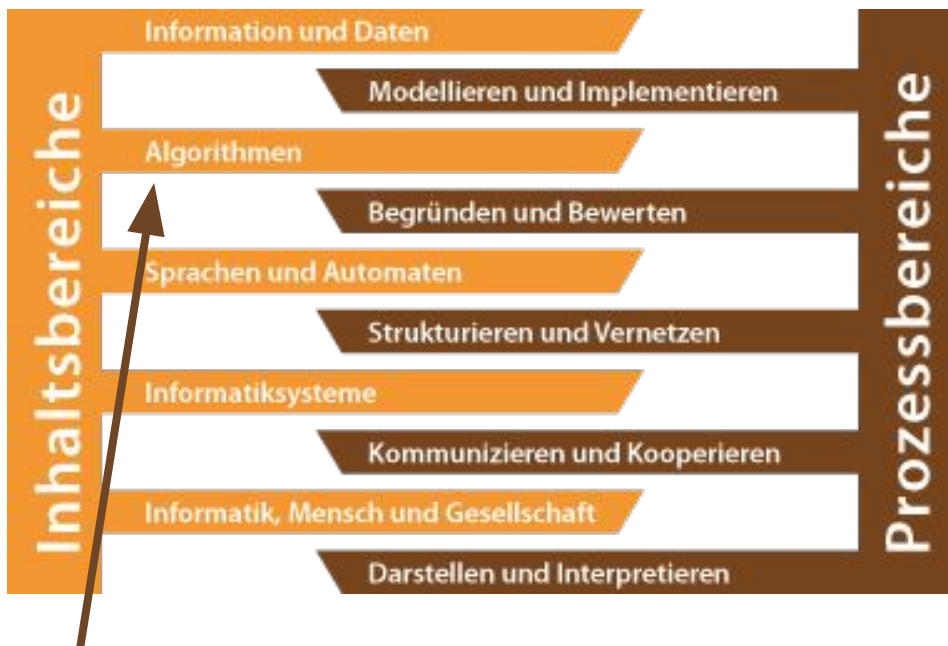 Inhaltsbereiche
Information und Daten
Modellieren und Implementieren
Algorithmen
Begründen und Bewerten
Sprachen und Automaten
Strukturieren und Vernetzen
Informatiksysteme
Kommunizieren und Kooperieren
Informatik, Mensch und Gesellschaft
Darstellen und Interpretieren
Prozessbereiche